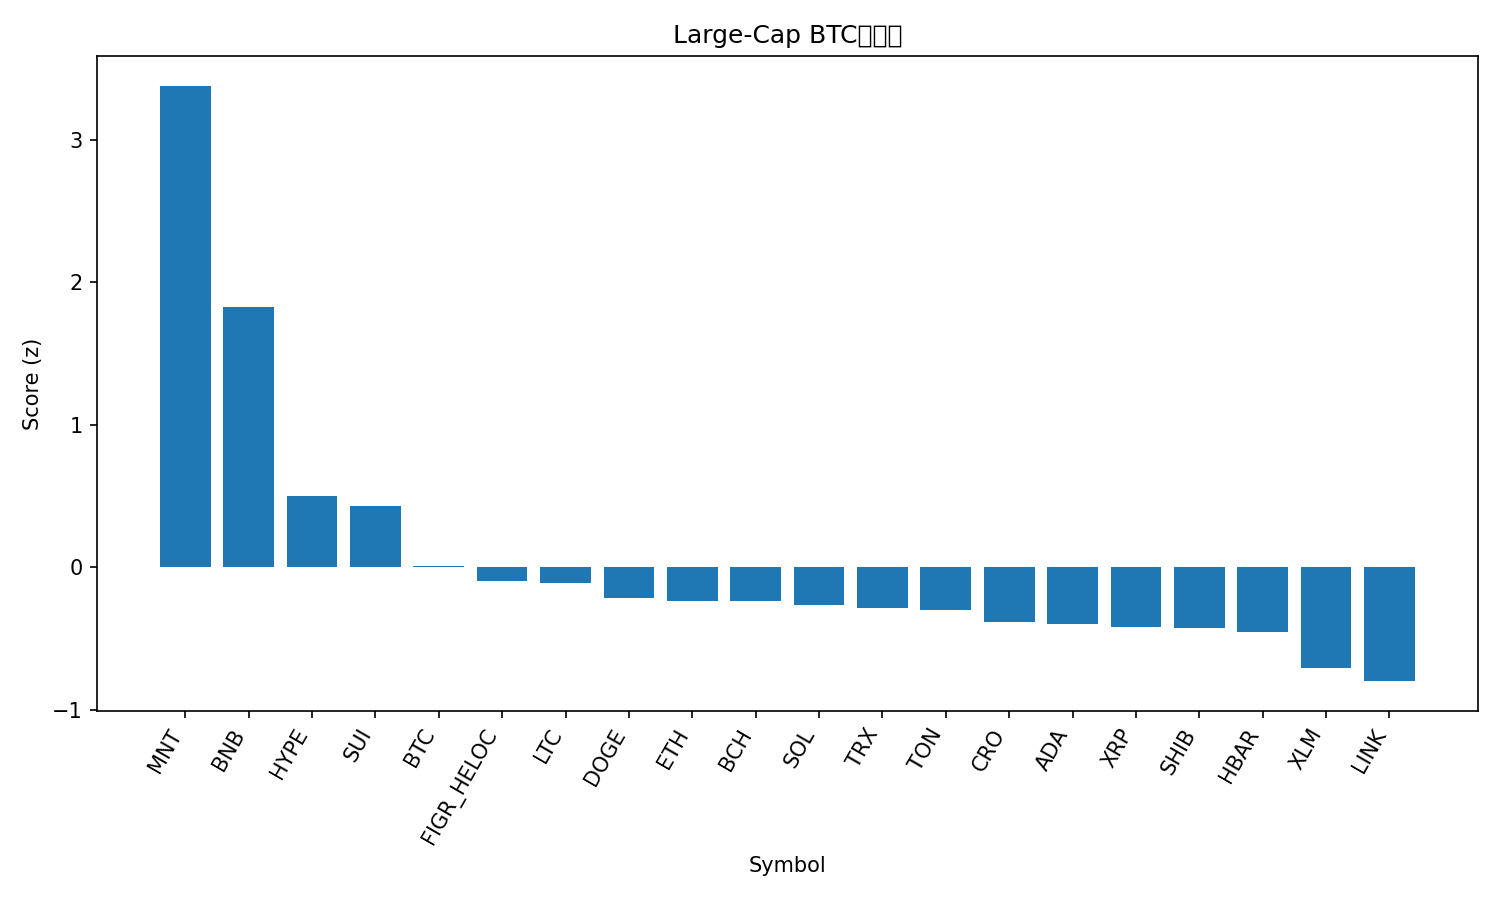 Large-Cap BTC
Score (z)
3
2
1
0
−1
MNT
BNB
HYPE
SUI
BTC
FIGR_HELOC
LTC
DOGE
ETH
BCH
SOL
TRX
TON
CRO
ADA
XRP
SHIB
HBAR
XLM
LINK
Symbol